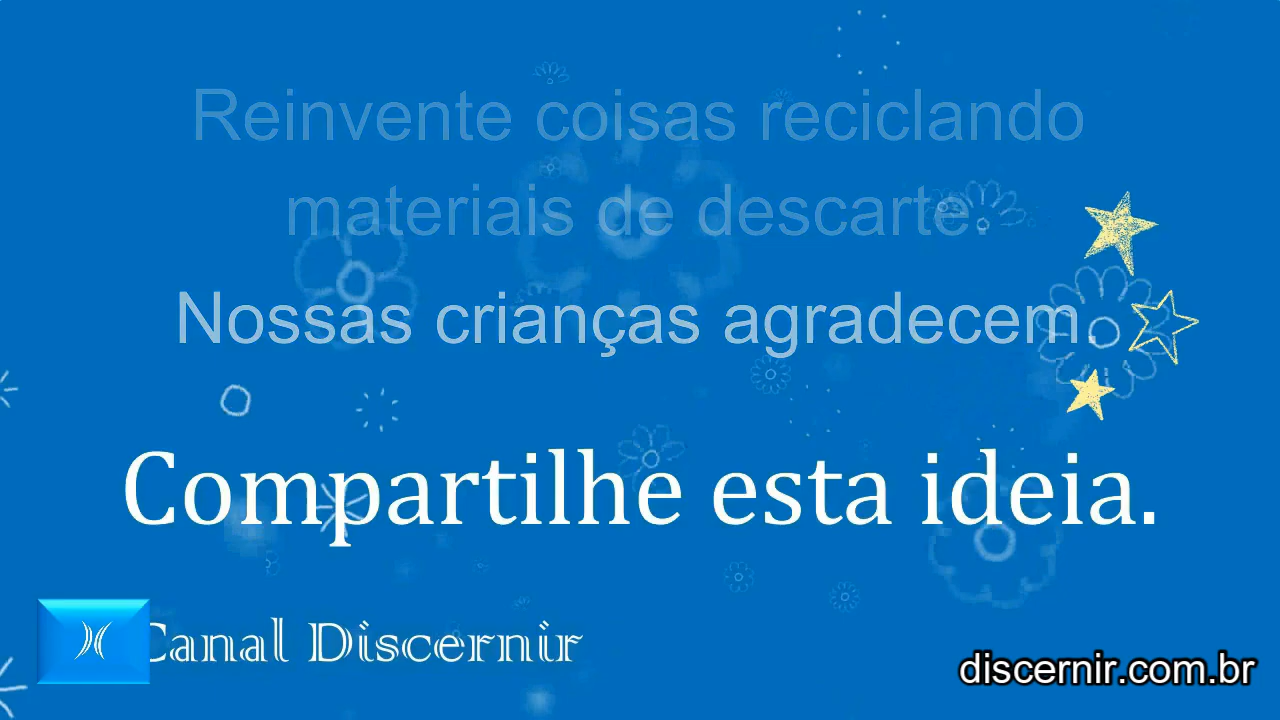 Reinvente coisas reciclando
materiais de descarte.
Nossas crianças agradecem.
Compartilhe esta ideia.
Canal Discernir
discernir.com.br